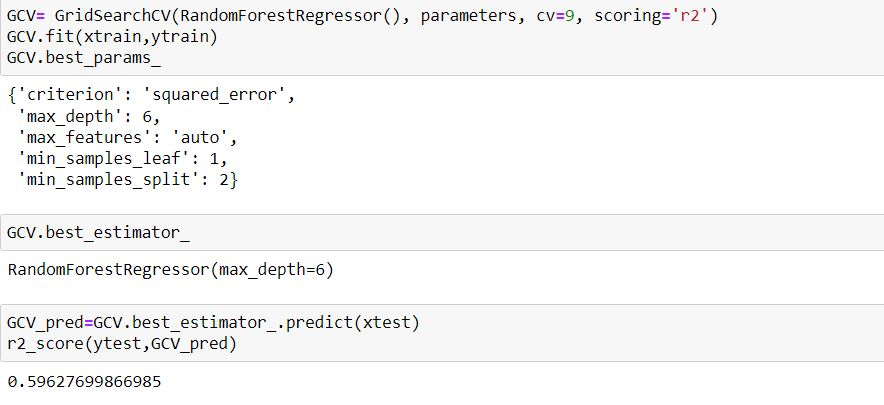 GCV= GridSearchCV(RandomForestRegressor(), parameters, cv=9, scoring='r2')
GCV.fit(xtrain,ytrain)
GCV.best_params_
{'criterion': 'squared_error',
 'max_depth': 6,
 'max_features': 'auto',
 'min_samples_leaf': 1,
 'min_samples_split': 2}
GCV.best_estimator_
RandomForestRegressor(max_depth=6)
GCV_pred=GCV.best_estimator_.predict(xtest)
r2_score(ytest,GCV_pred)
0.59627699866985